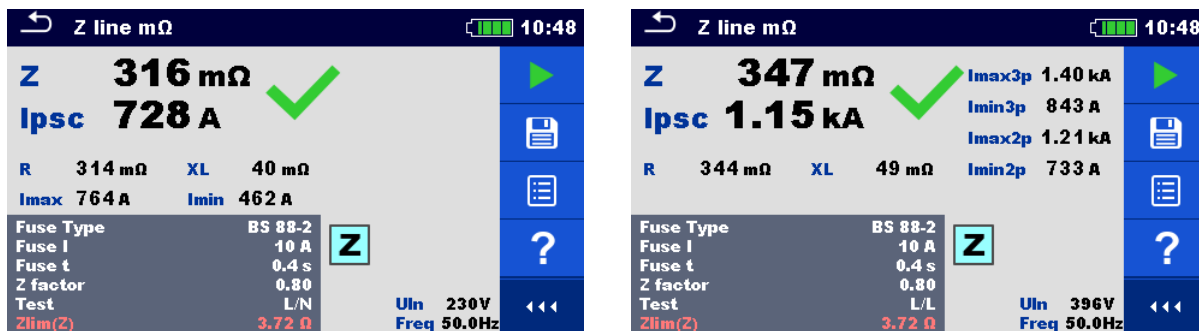 Z line mΩ 10:48
Z 316 mΩ
Ipsc 728 A
R 314 mΩ XL 40 mΩ
Imax 764 A Imin 462 A
Fuse Type BS 88-2
Fuse I 10 A
Fuse t 0.4 s
Z factor 0.80
Test L/N
Zlim(Z) 3.72 Ω
Z
?
Uln 230V
Freq 50.0Hz
Z line mΩ 10:48
Z 347 mΩ
Ipsc 1.15 kA
Imax3p 1.40 kA
Imin3p 843 A
Imax2p 1.21 kA
Imin2p 733 A
R 344 mΩ XL 49 mΩ
Fuse Type BS 88-2
Fuse I 10 A
Fuse t 0.4 s
Z factor 0.80
Test L/L
Zlim(Z) 3.72 Ω
Z
?
Uln 396V
Freq 50.0Hz